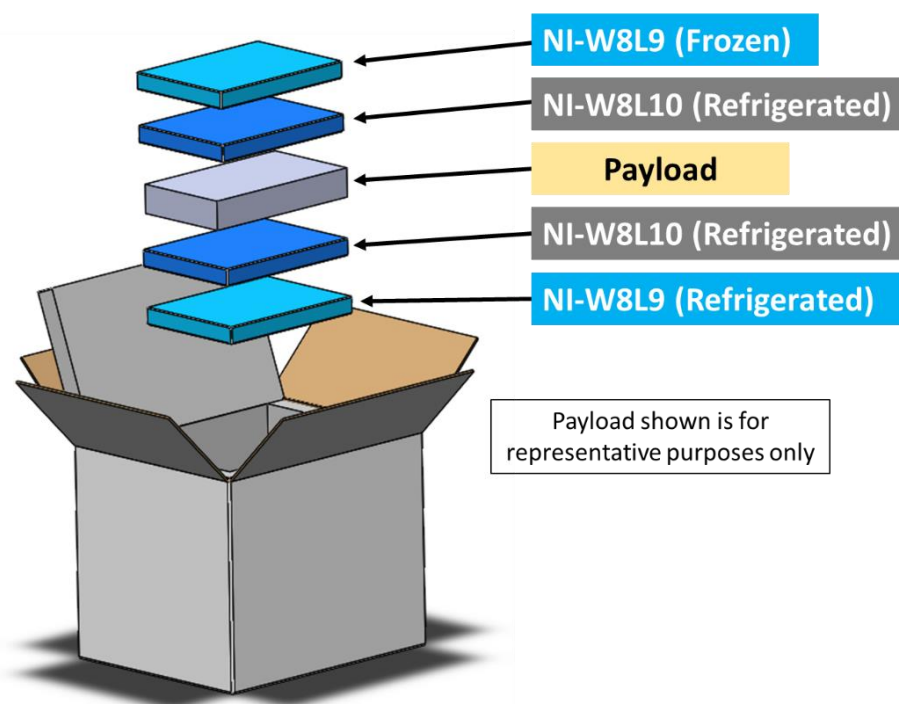 NI-W8L9 (Frozen)
NI-W8L10 (Refrigerated)
Payload
NI-W8L10 (Refrigerated)
NI-W8L9 (Refrigerated)
Payload shown is for
representative purposes only